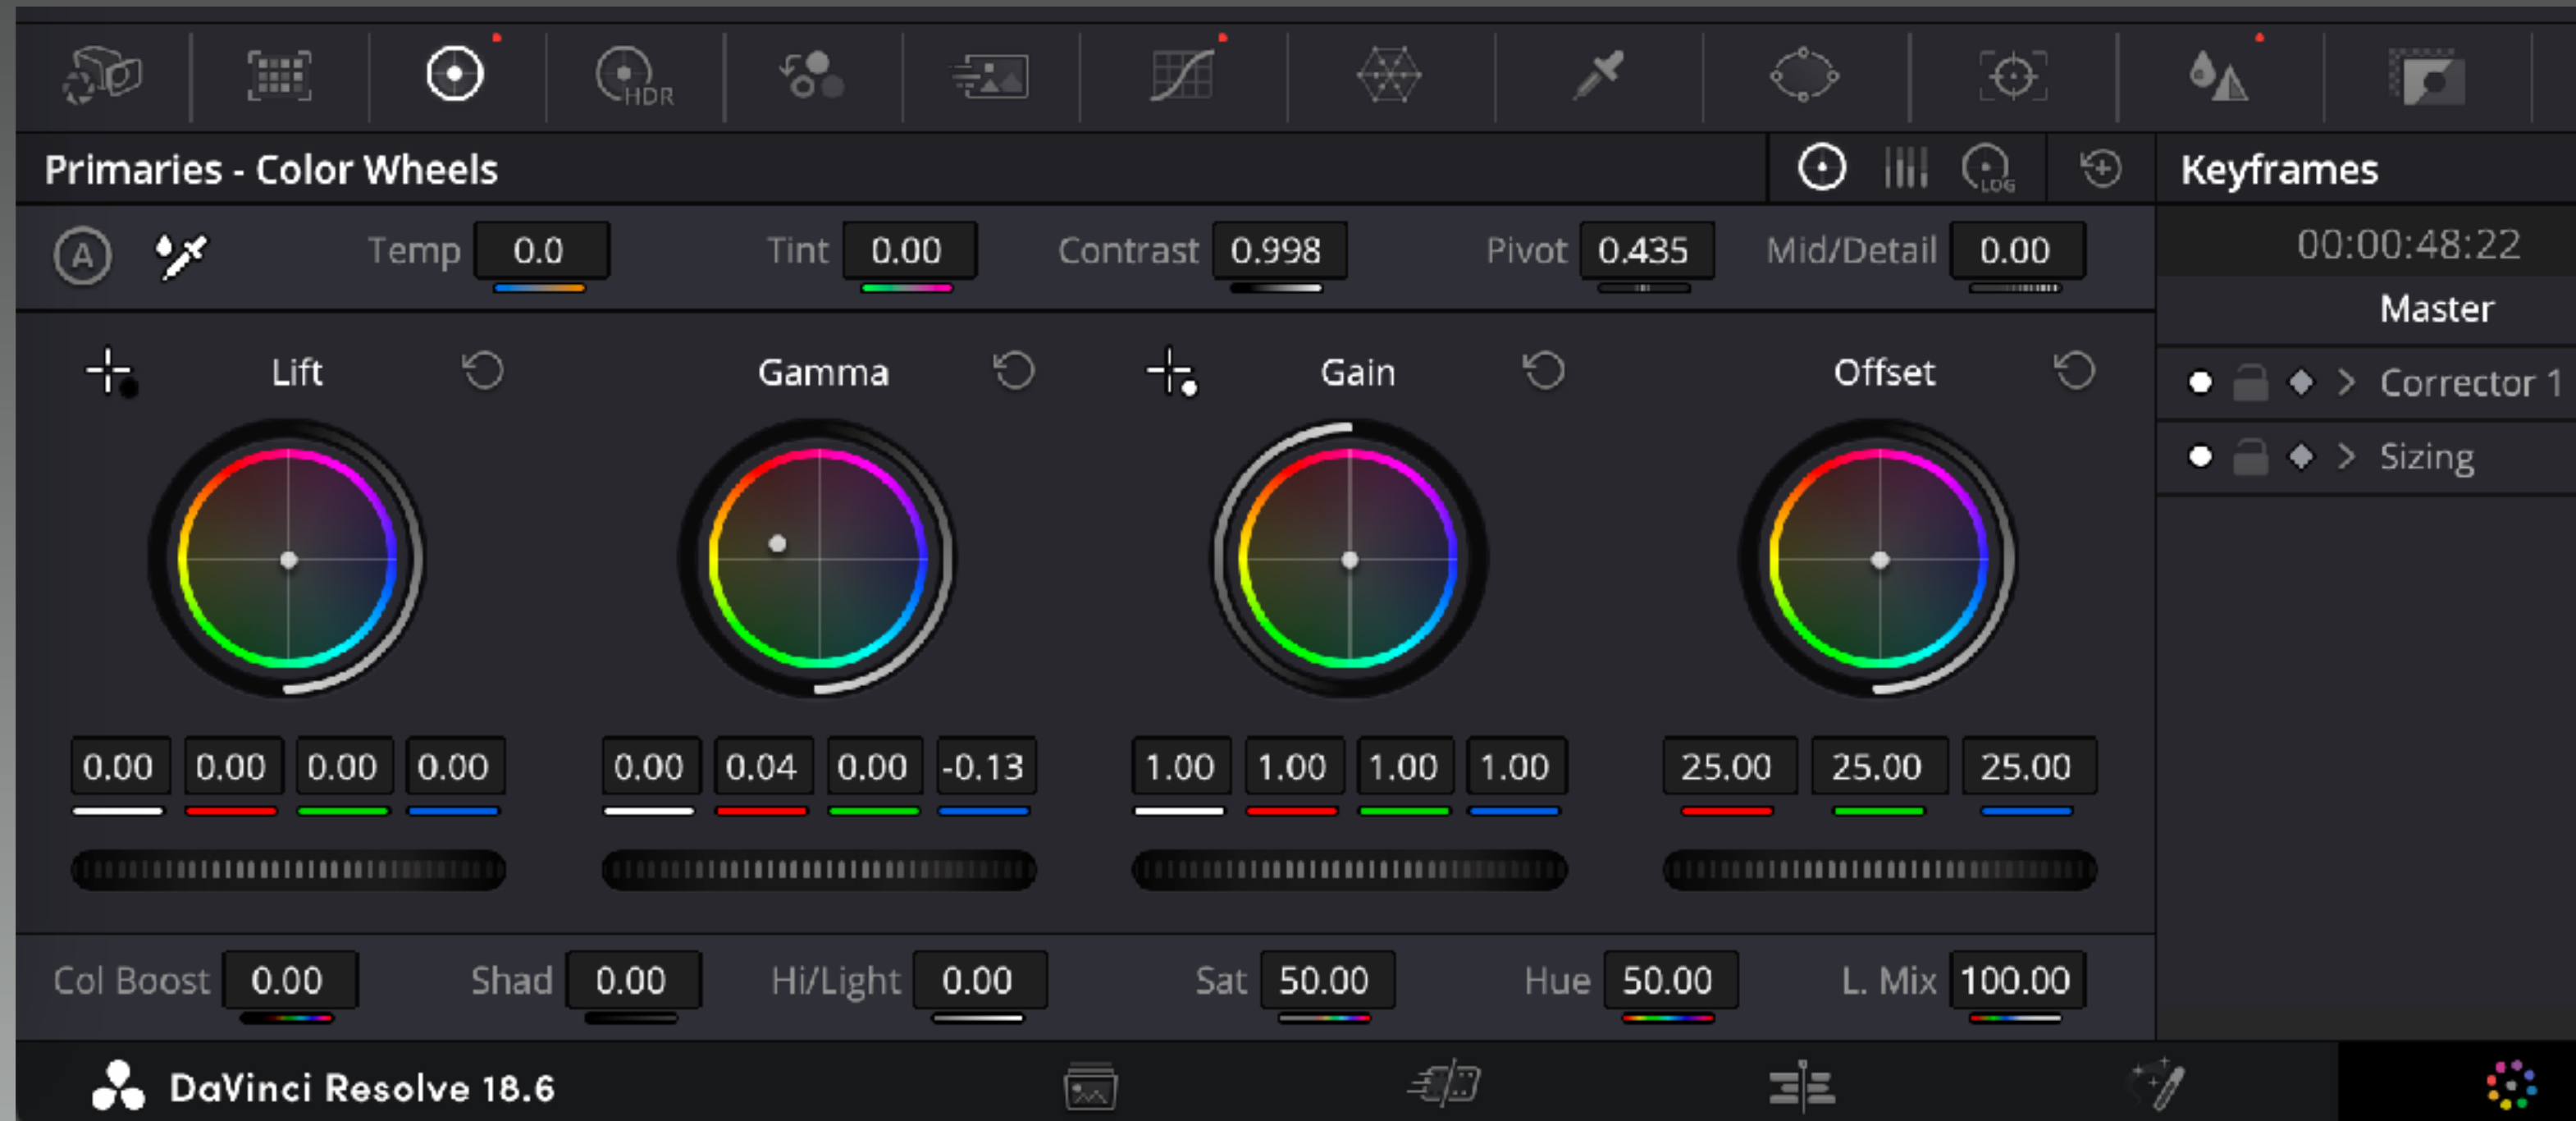 HDR
Primaries - Color Wheels
LOG
Keyframes
A
Temp 0.0 Tint 0.00 Contrast 0.998 Pivot 0.435 Mid/Detail 0.00
00:00:48:22
Master
Lift Gamma Gain Offset
Corrector 1
Sizing
0.00 0.00 0.00 0.00 0.00 0.04 0.00 -0.13 1.00 1.00 1.00 1.00 25.00 25.00 25.00
Col Boost 0.00 Shad 0.00 Hi/Light 0.00 Sat 50.00 Hue 50.00 L. Mix 100.00
DaVinci Resolve 18.6